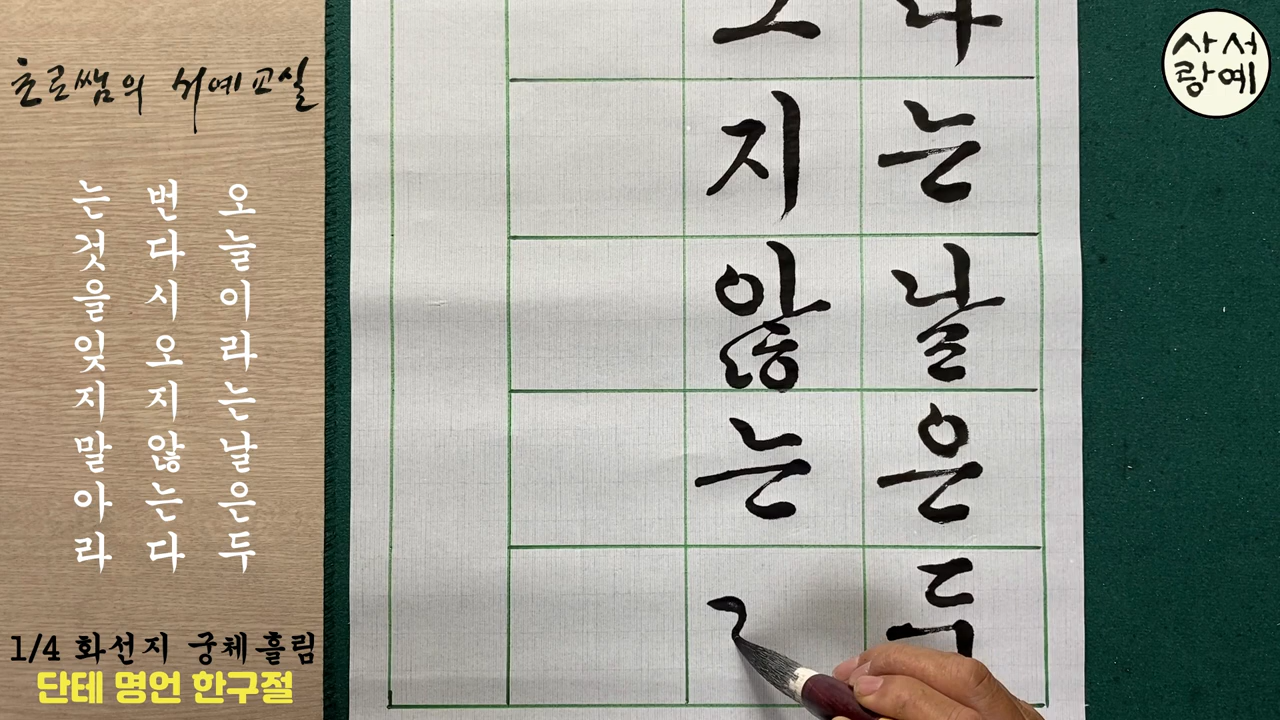 초로쌤의 서예교실
오늘이라는날은두
번다시오지않는다
는것을잊지말아라
1/4 화선지 궁체흘림
단테 명언 한구절
라는날은두
오지않는
서예
사랑